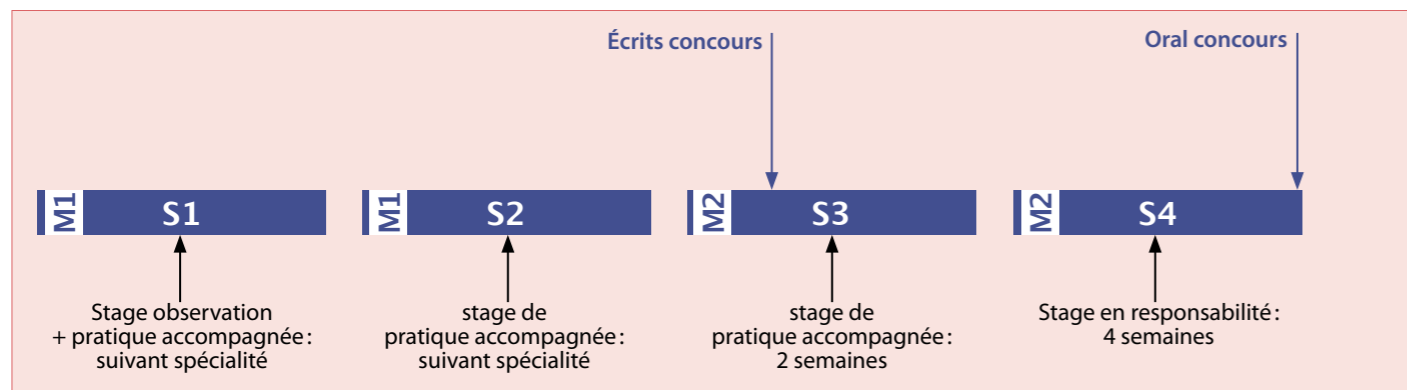 Écrits concours
Oral concours
M1
S1
M1
S2
M2
S3
M2
S4
Stage observation
+ pratique accompagnée :
suivant spécialité
stage de
pratique accompagnée :
suivant spécialité
stage de
pratique accompagnée :
2 semaines
Stage en responsabilité :
4 semaines